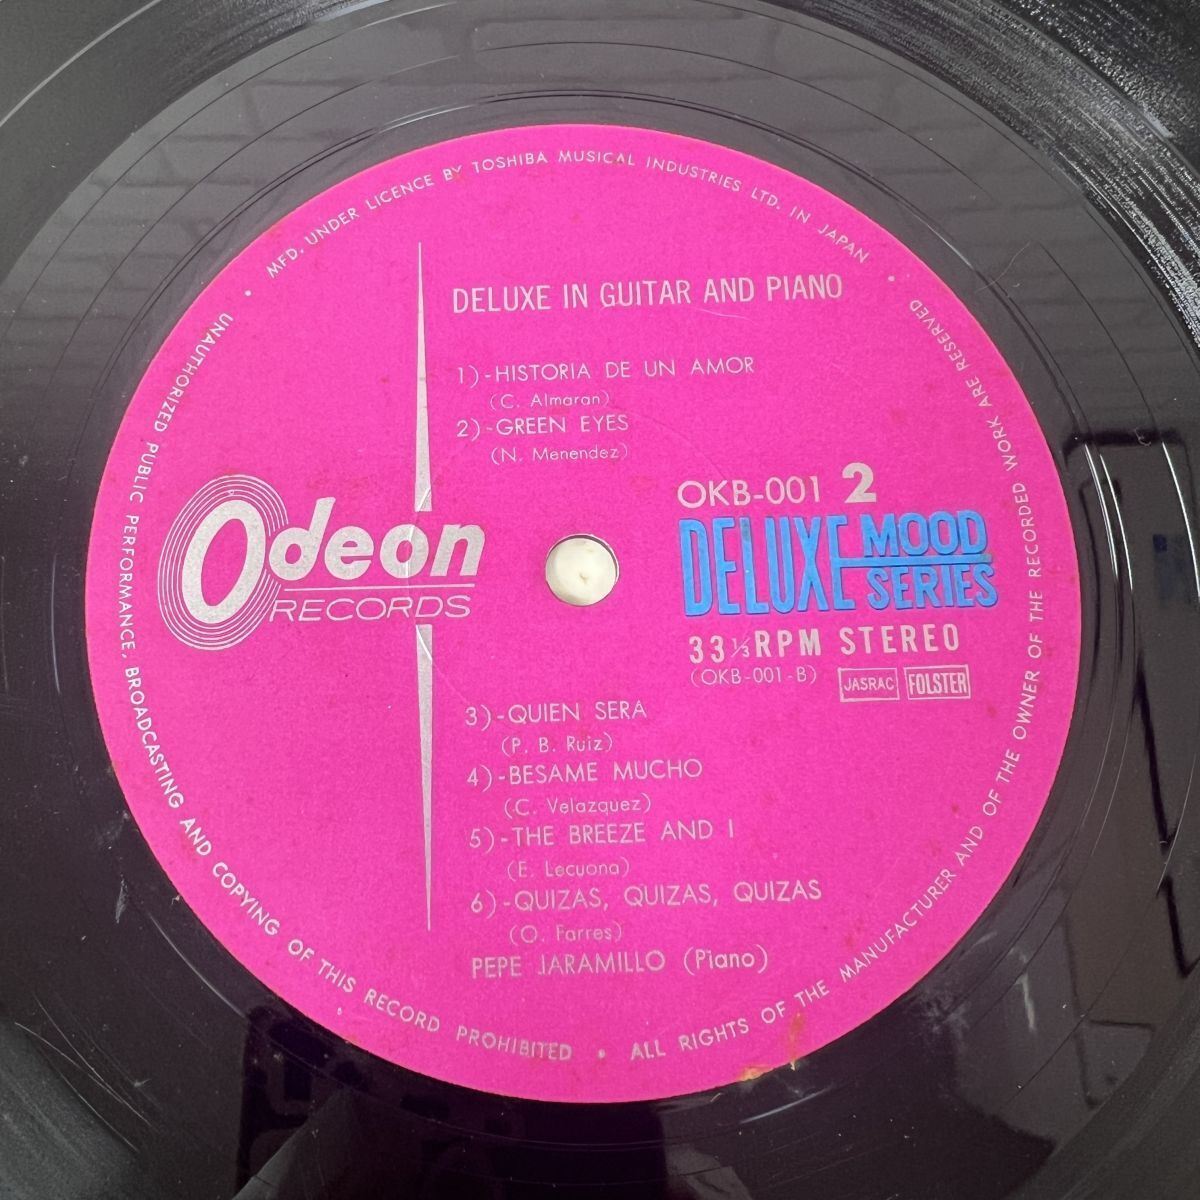 MFD. UNDER LICENCE BY TOSHIBA MUSICAL INDUSTRIES LTD. IN JAPAN •
DELUXE IN GUITAR AND PIANO
1)-HISTORIA DE UN AMOR
(C. Almaran)
2)-GREEN EYES
(N. Menendez)
Odeon
RECORDS
OKB-001 2
DELUXE MOOD SERIES
33 1/3 RPM STEREO
(OKB-001-B) JASRAC FOLSTER
3)-QUIEN SERA
(P. B. Ruiz)
4)-BESAME MUCHO
(C. Velazquez)
5)-THE BREEZE AND I
(E. Lecuona)
6)-QUIZAS, QUIZAS, QUIZAS
(O. Farres)
PEPE JARAMILLO (Piano)
• UNAUTHORIZED PUBLIC PERFORMANCE, BROADCASTING AND COPYING OF THIS RECORD PROHIBITED • ALL RIGHTS OF THE MANUFACTURER AND OF THE OWNER OF THE RECORDED WORK ARE RESERVED